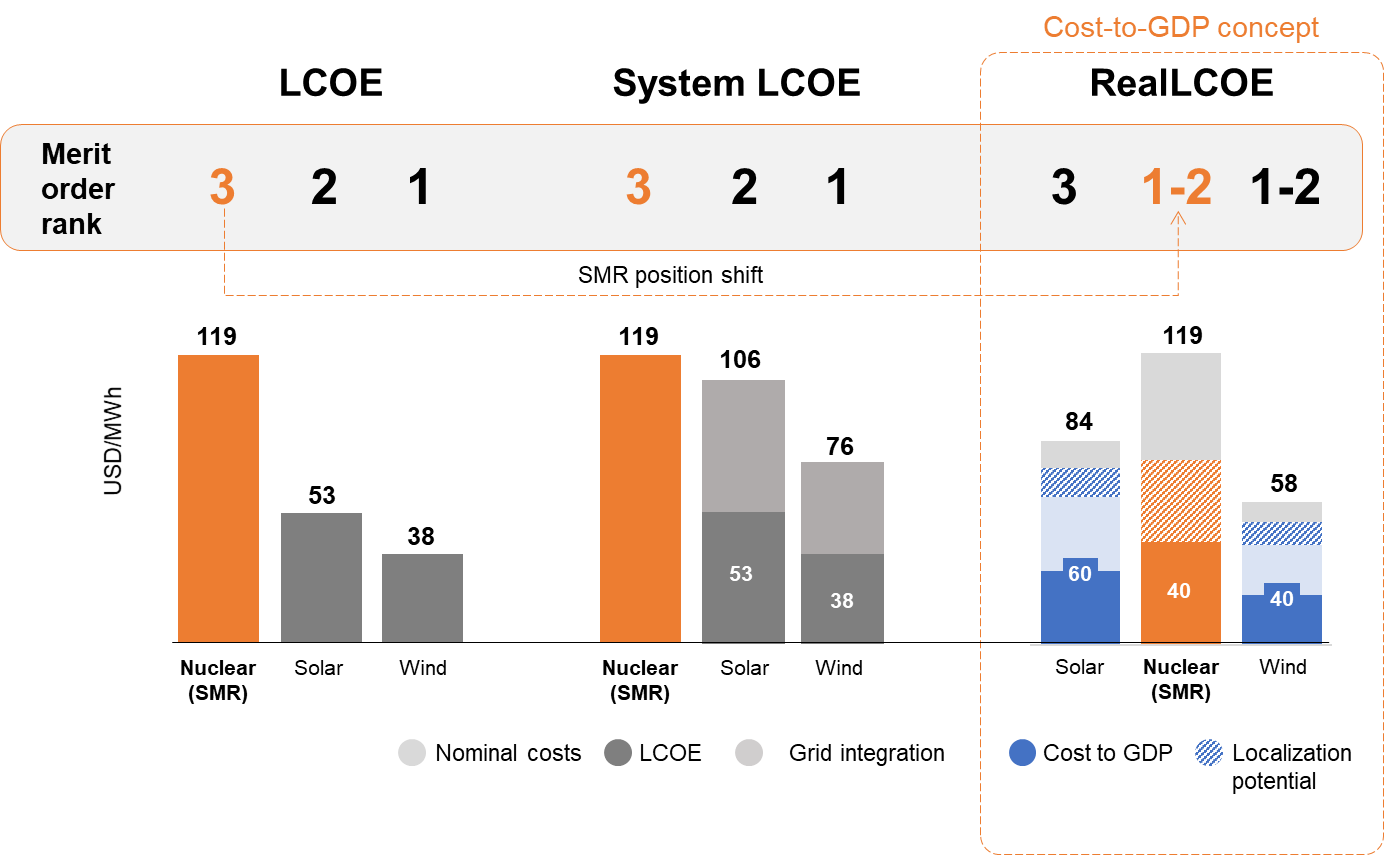 Cost-to-GDP concept
LCOE
System LCOE
RealLCOE
Merit
order
rank
3 2 1
3 2 1
3 1-2 1-2
SMR position shift
USD/MWh
119
53
38
119
106
76
53
38
84
119
58
60
40
40
Nuclear
(SMR)
Solar
Wind
Nuclear
(SMR)
Solar
Wind
Solar
Nuclear
(SMR)
Wind
Nominal costs
LCOE
Grid integration
Cost to GDP
Localization
potential